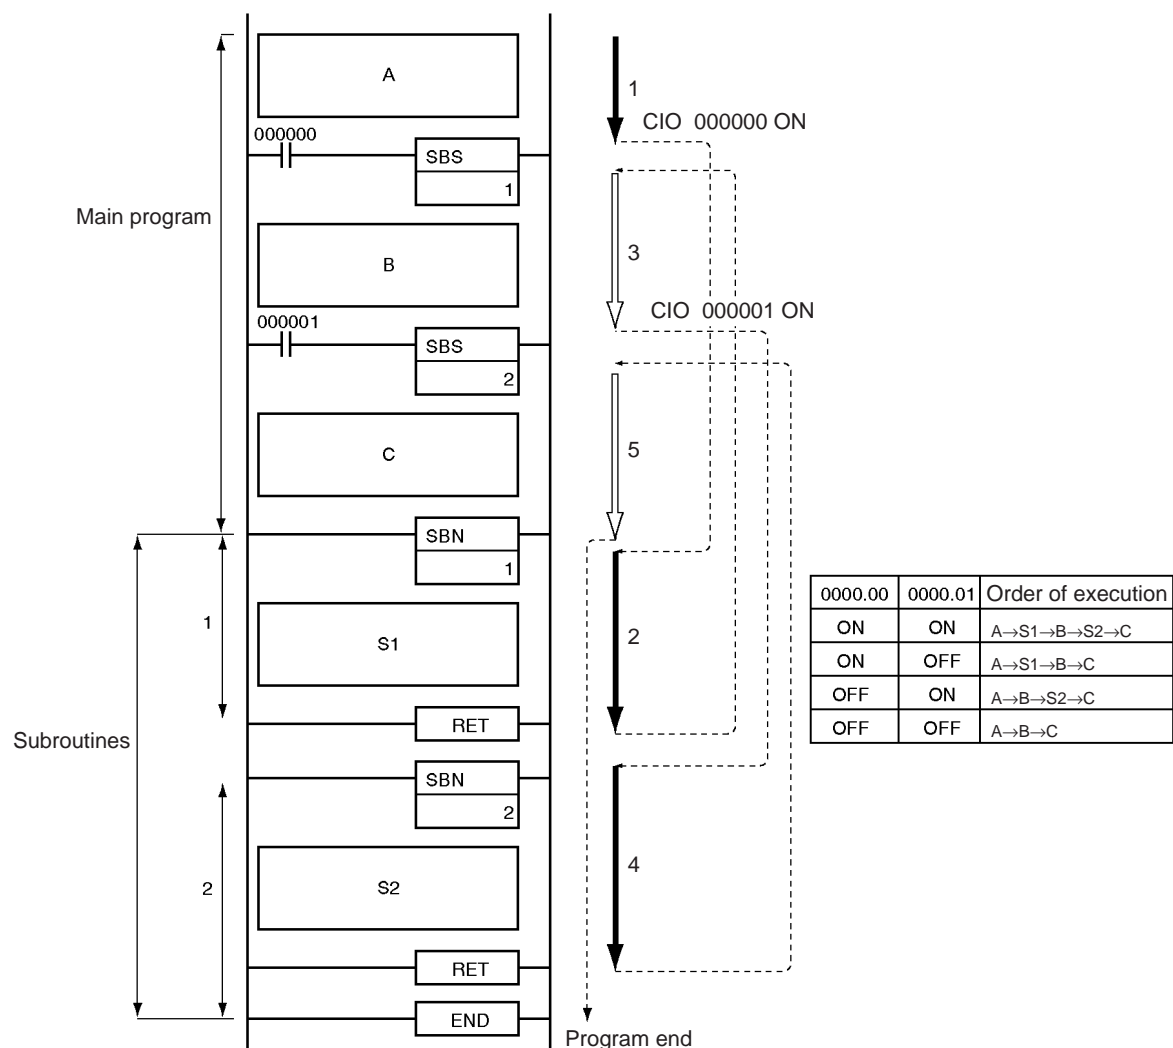 A
1
CIO 000000 ON
000000
SBS
1
Main program
3
B
CIO 000001 ON
000001
SBS
2
5
C
SBN
1
0000.00 0000.01 Order of execution
ON ON A→S1→B→S2→C
ON OFF A→S1→B→C
OFF ON A→B→S2→C
OFF OFF A→B→C
1
S1
2
RET
Subroutines
SBN
2
4
2
S2
RET
END
Program end